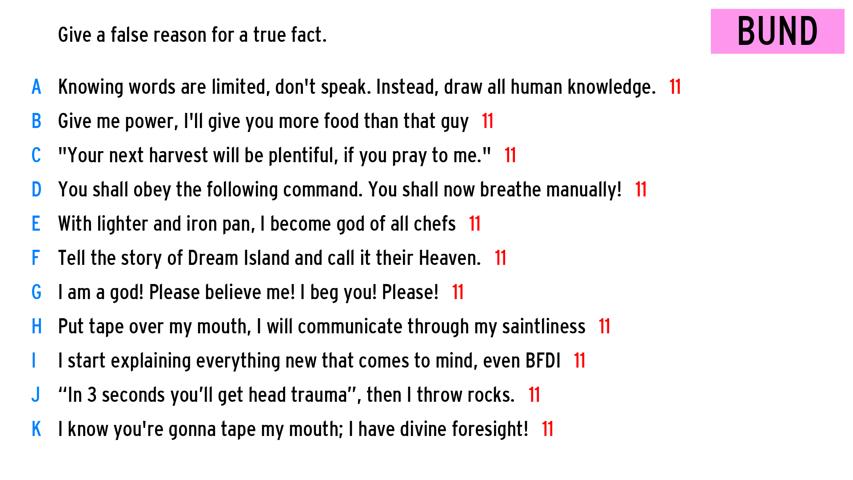 Give a false reason for a true fact.
BUND
A Knowing words are limited, don't speak. Instead, draw all human knowledge. 11
B Give me power, I'll give you more food than that guy 11
C "Your next harvest will be plentiful, if you pray to me." 11
D You shall obey the following command. You shall now breathe manually! 11
E With lighter and iron pan, I become god of all chefs 11
F Tell the story of Dream Island and call it their Heaven. 11
G I am a god! Please believe me! I beg you! Please! 11
H Put tape over my mouth, I will communicate through my saintliness 11
I I start explaining everything new that comes to mind, even BFDI 11
J “In 3 seconds you’ll get head trauma”, then I throw rocks. 11
K I know you're gonna tape my mouth; I have divine foresight! 11